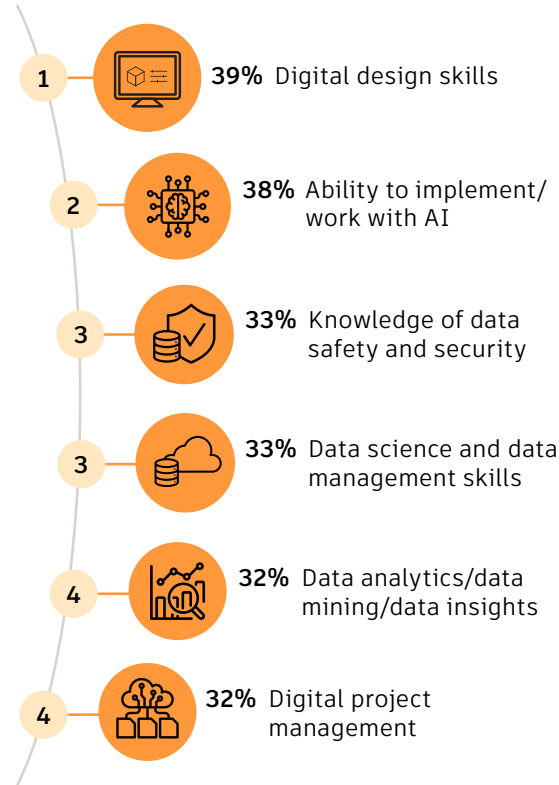 1
39% Digital design skills
2
38% Ability to implement/
work with AI
3
33% Knowledge of data
safety and security
3
33% Data science and data
management skills
4
32% Data analytics/data
mining/data insights
4
32% Digital project
management